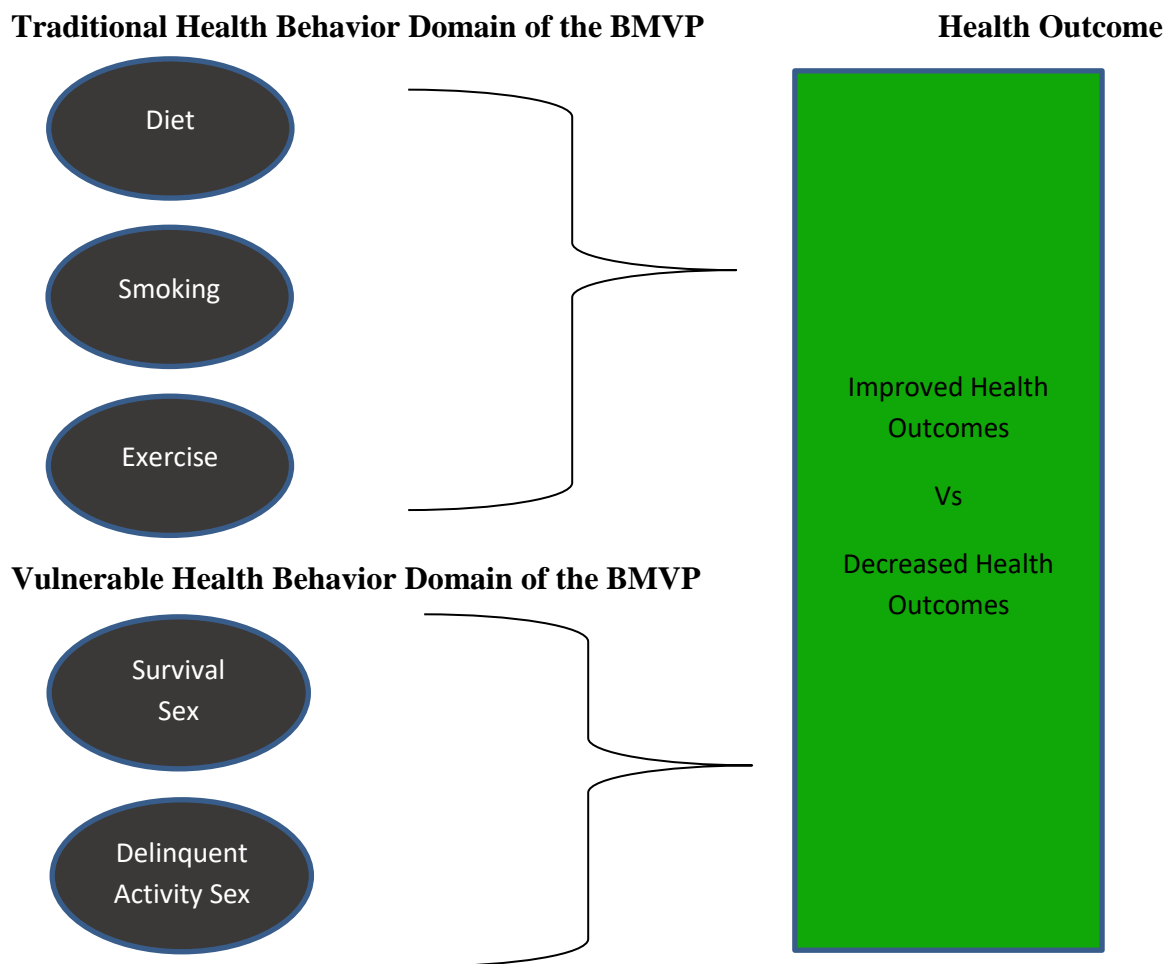 Traditional Health Behavior Domain of the BMVP
Health Outcome
Diet
Smoking
Exercise
Improved Health
Outcomes
Vs
Decreased Health
Outcomes
Vulnerable Health Behavior Domain of the BMVP
Survival
Sex
Delinquent
Activity Sex